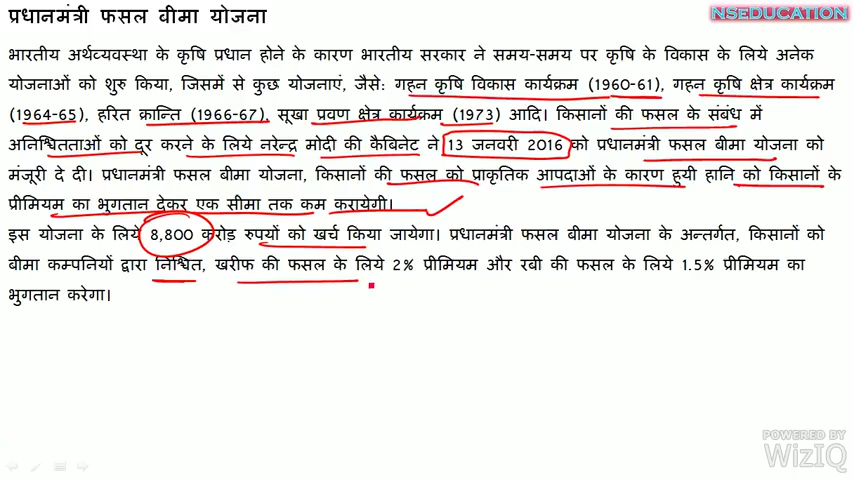 प्रधानमंत्री फसल बीमा योजना
NSEDUCATION
भारतीय अर्थव्यवस्था के कृषि प्रधान होने के कारण भारतीय सरकार ने समय-समय पर कृषि के विकास के लिये अनेक
योजनाओं को शुरु किया, जिसमें से कुछ योजनाएं, जैसे: गहन कृषि विकास कार्यक्रम (1960-61), गहन कृषि क्षेत्र कार्यक्रम
(1964-65), हरित क्रान्ति (1966-67), सूखा प्रवण क्षेत्र कार्यक्रम (1973) आदि। किसानों की फसल के संबंध में
अनिश्चितताओं को दूर करने के लिये नरेन्द्र मोदी की कैबिनेट ने 13 जनवरी 2016 को प्रधानमंत्री फसल बीमा योजना को
मंजूरी दे दी। प्रधानमंत्री फसल बीमा योजना, किसानों की फसल को प्राकृतिक आपदाओं के कारण हुयी हानि को किसानों के
प्रीमियम का भुगतान देकर एक सीमा तक कम करायेगी।
इस योजना के लिये 8,800 करोड़ रुपयों को खर्च किया जायेगा। प्रधानमंत्री फसल बीमा योजना के अन्तर्गत, किसानों को
बीमा कम्पनियों द्वारा निश्चित, खरीफ की फसल के लिये 2% प्रीमियम और रबी की फसल के लिये 1.5% प्रीमियम का
भुगतान करेगा।
POWERED BY
WizIQ